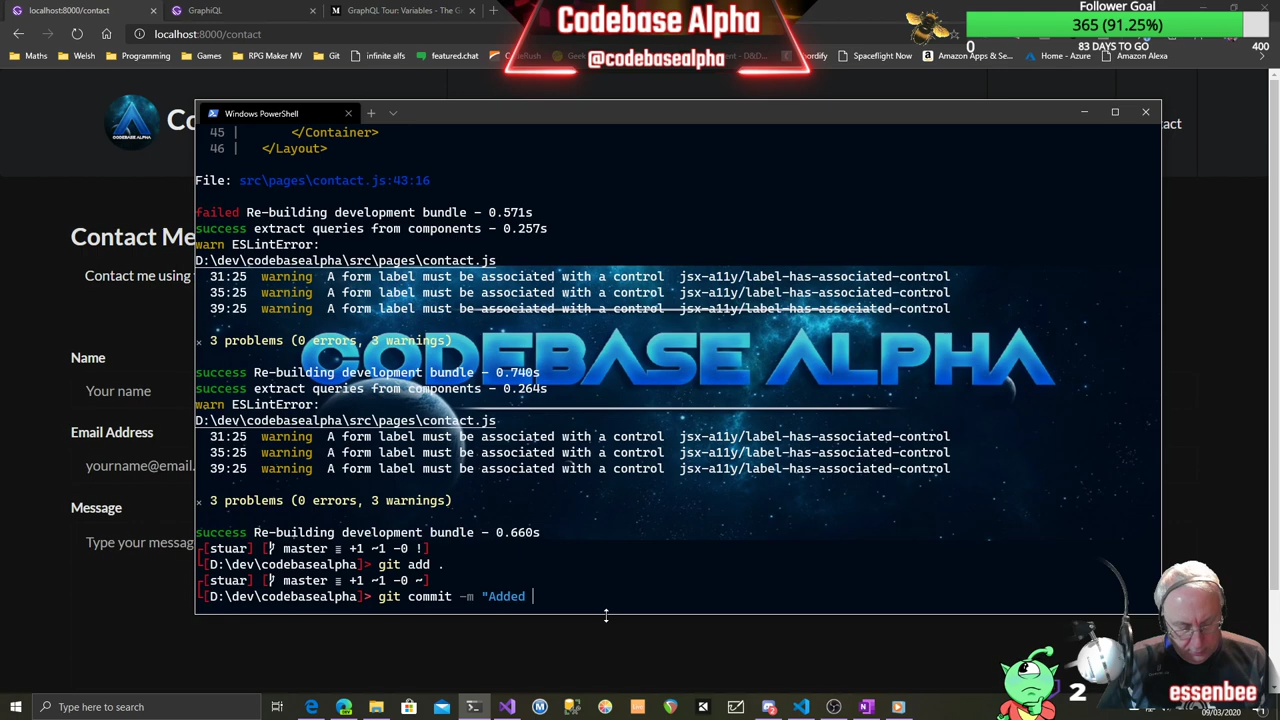 localhost:8000/contact
GraphiQL
GraphQL Tour: Variables - The G
localhost:8000/contact
Maths
Games
RPG Maker MV
Git
infinite alfs
featured.chat
Spaceflight Now
Amazon Apps & Se...
Home - Azure
Amazon Alexa
Codebase Alpha
@codebasealpha
Follower Goal
365 (91.25%)
0
83 DAYS TO GO
400
Contact Me
Contact me using
Name
Your name
Email Address
yourname@email.
Message
Type your messag
Windows PowerShell
45 | </Container>
46 | </Layout>
File: src\pages\contact.js:43:16
failed Re-building development bundle - 0.571s
success extract queries from components - 0.257s
warn ESLintError:
D:\dev\codebasealpha\src\pages\contact.js
31:25 warning A form label must be associated with a control jsx-a11y/label-has-associated-control
35:25 warning A form label must be associated with a control jsx-a11y/label-has-associated-control
39:25 warning A form label must be associated with a control jsx-a11y/label-has-associated-control
× 3 problems (0 errors, 3 warnings)
CODEBASE ALPHA
success Re-building development bundle - 0.740s
success extract queries from components - 0.264s
warn ESLintError:
D:\dev\codebasealpha\src\pages\contact.js
31:25 warning A form label must be associated with a control jsx-a11y/label-has-associated-control
35:25 warning A form label must be associated with a control jsx-a11y/label-has-associated-control
39:25 warning A form label must be associated with a control jsx-a11y/label-has-associated-control
× 3 problems (0 errors, 3 warnings)
success Re-building development bundle - 0.660s
[stuar] [ master ≡ +1 ~1 -0 !]
[D:\dev\codebasealpha]> git add .
[stuar] [ master ≡ +1 ~1 -0 ~]
[D:\dev\codebasealpha]> git commit -m "Added
2
essenbee
Type here to search
09/03/2020